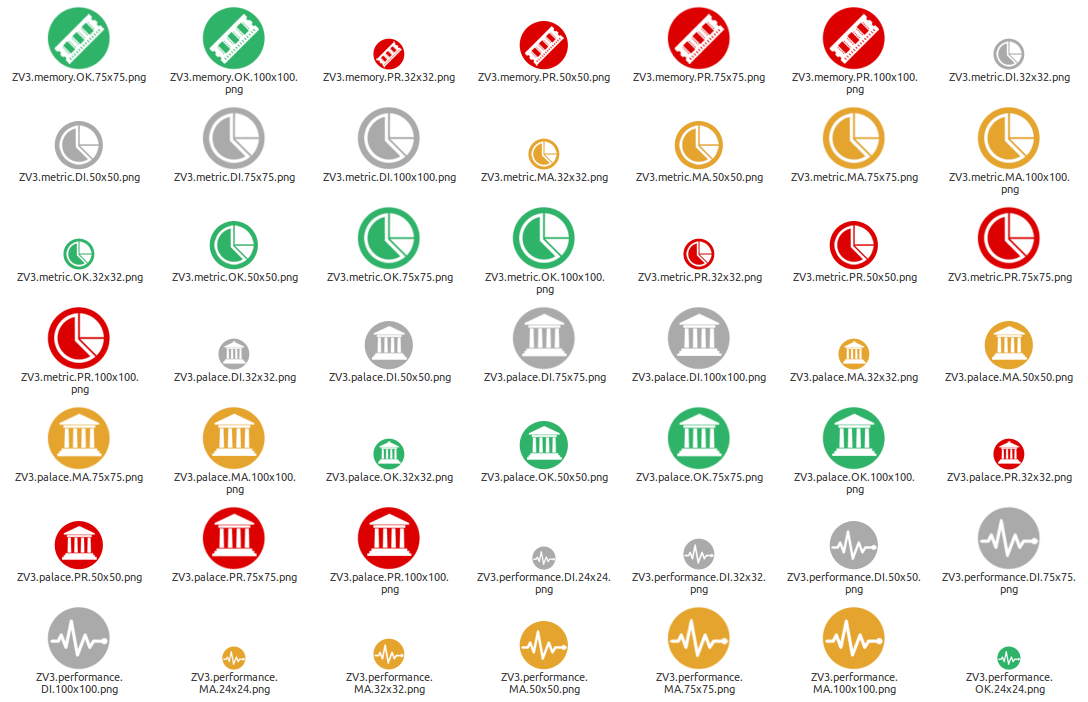 ZV3.memory.OK.75x75.png
ZV3.memory.OK.100x100.
png
ZV3.memory.PR.32x32.png
ZV3.memory.PR.50x50.png
ZV3.memory.PR.75x75.png
ZV3.memory.PR.100x100.
png
ZV3.metric.DI.32x32.png
ZV3.metric.DI.50x50.png
ZV3.metric.DI.75x75.png
ZV3.metric.DI.100x100.png
ZV3.metric.MA.32x32.png
ZV3.metric.MA.50x50.png
ZV3.metric.MA.75x75.png
ZV3.metric.MA.100x100.
png
ZV3.metric.OK.32x32.png
ZV3.metric.OK.50x50.png
ZV3.metric.OK.75x75.png
ZV3.metric.OK.100x100.
png
ZV3.metric.PR.32x32.png
ZV3.metric.PR.50x50.png
ZV3.metric.PR.75x75.png
ZV3.metric.PR.100x100.
png
ZV3.palace.DI.32x32.png
ZV3.palace.DI.50x50.png
ZV3.palace.DI.75x75.png
ZV3.palace.DI.100x100.png
ZV3.palace.MA.32x32.png
ZV3.palace.MA.50x50.png
ZV3.palace.MA.75x75.png
ZV3.palace.MA.100x100.
png
ZV3.palace.OK.32x32.png
ZV3.palace.OK.50x50.png
ZV3.palace.OK.75x75.png
ZV3.palace.OK.100x100.
png
ZV3.palace.PR.32x32.png
ZV3.palace.PR.50x50.png
ZV3.palace.PR.75x75.png
ZV3.palace.PR.100x100.
png
ZV3.performance.DI.24x24.
png
ZV3.performance.DI.32x32.
png
ZV3.performance.DI.50x50.
png
ZV3.performance.DI.75x75.
png
ZV3.performance.
DI.100x100.png
ZV3.performance.
MA.24x24.png
ZV3.performance.
MA.32x32.png
ZV3.performance.
MA.50x50.png
ZV3.performance.
MA.75x75.png
ZV3.performance.
MA.100x100.png
ZV3.performance.
OK.24x24.png